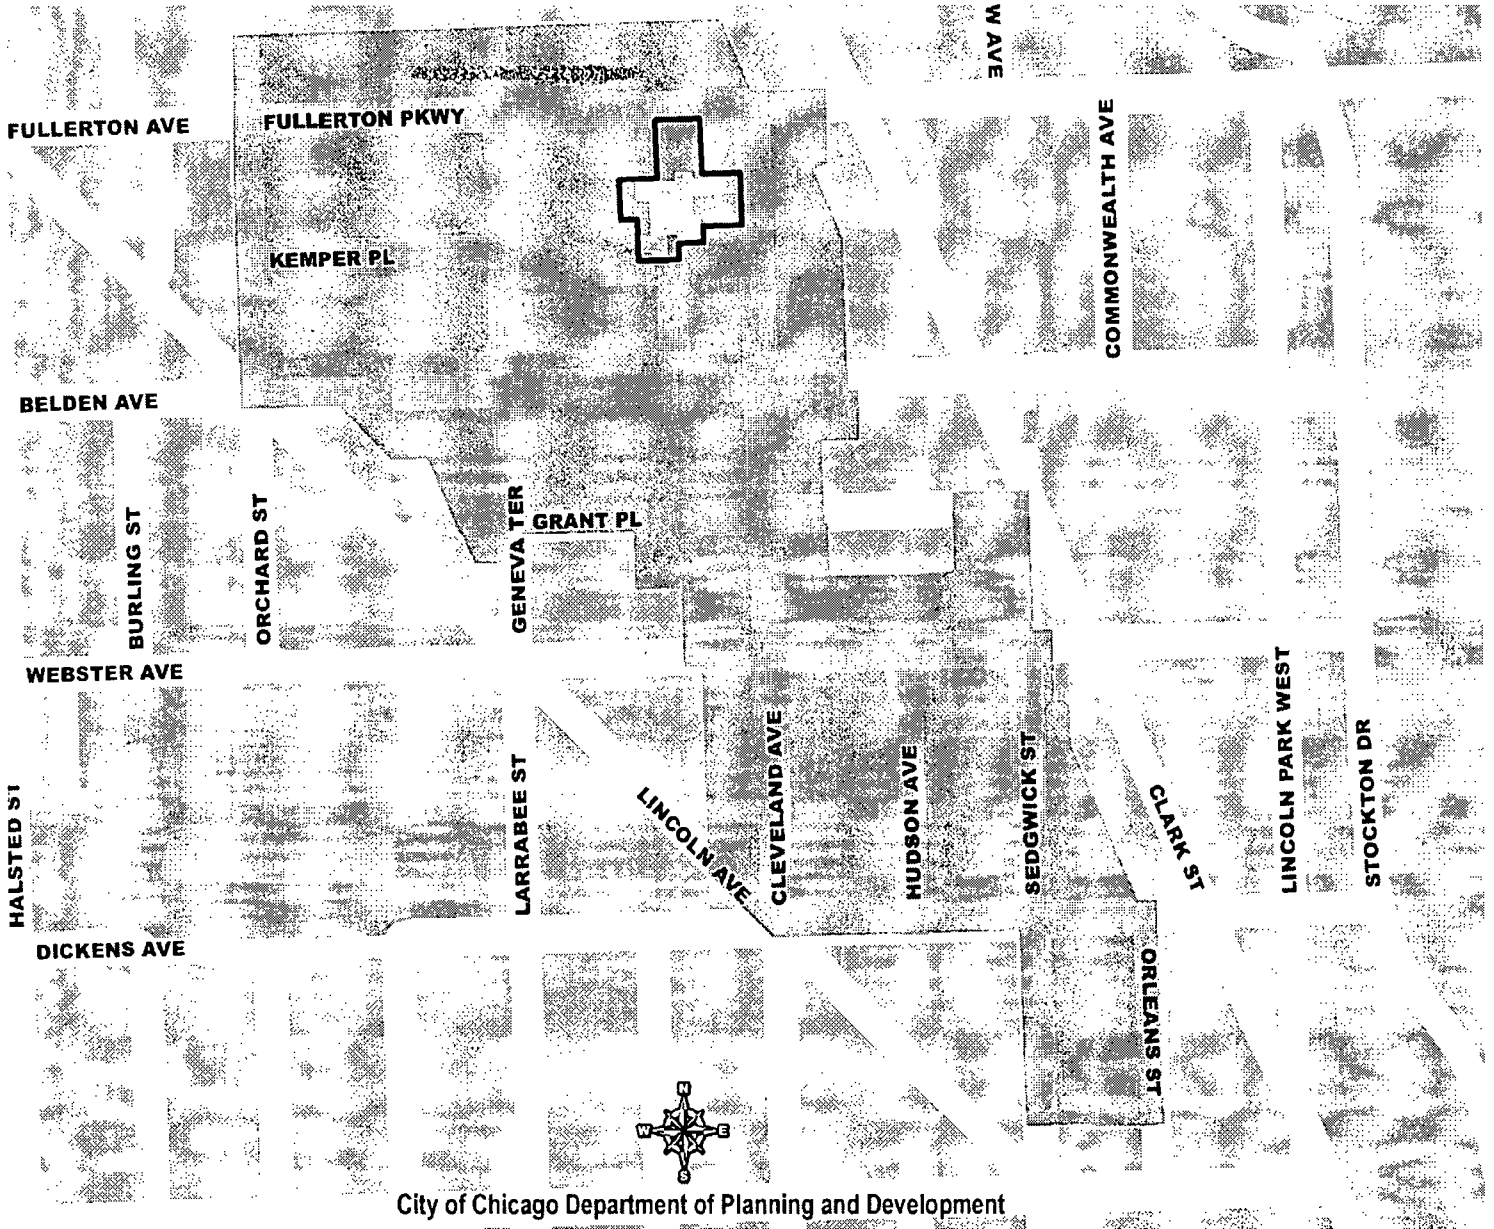 W AVE
FULLERTON AVE
FULLERTON PKWY
COMMONWEALTH AVE
KEMPER PL
BELDEN AVE
BURLING ST
ORCHARD ST
GENEVA TER
GRANT PL
WEBSTER AVE
HALSTED ST
LARRABEE ST
LINCOLN AVE
CLEVELAND AVE
HUDSON AVE
SEDGWICK ST
CLARK ST
LINCOLN PARK WEST
STOCKTON DR
DICKENS AVE
ORLEANS ST
N
W E
S
City of Chicago Department of Planning and Development